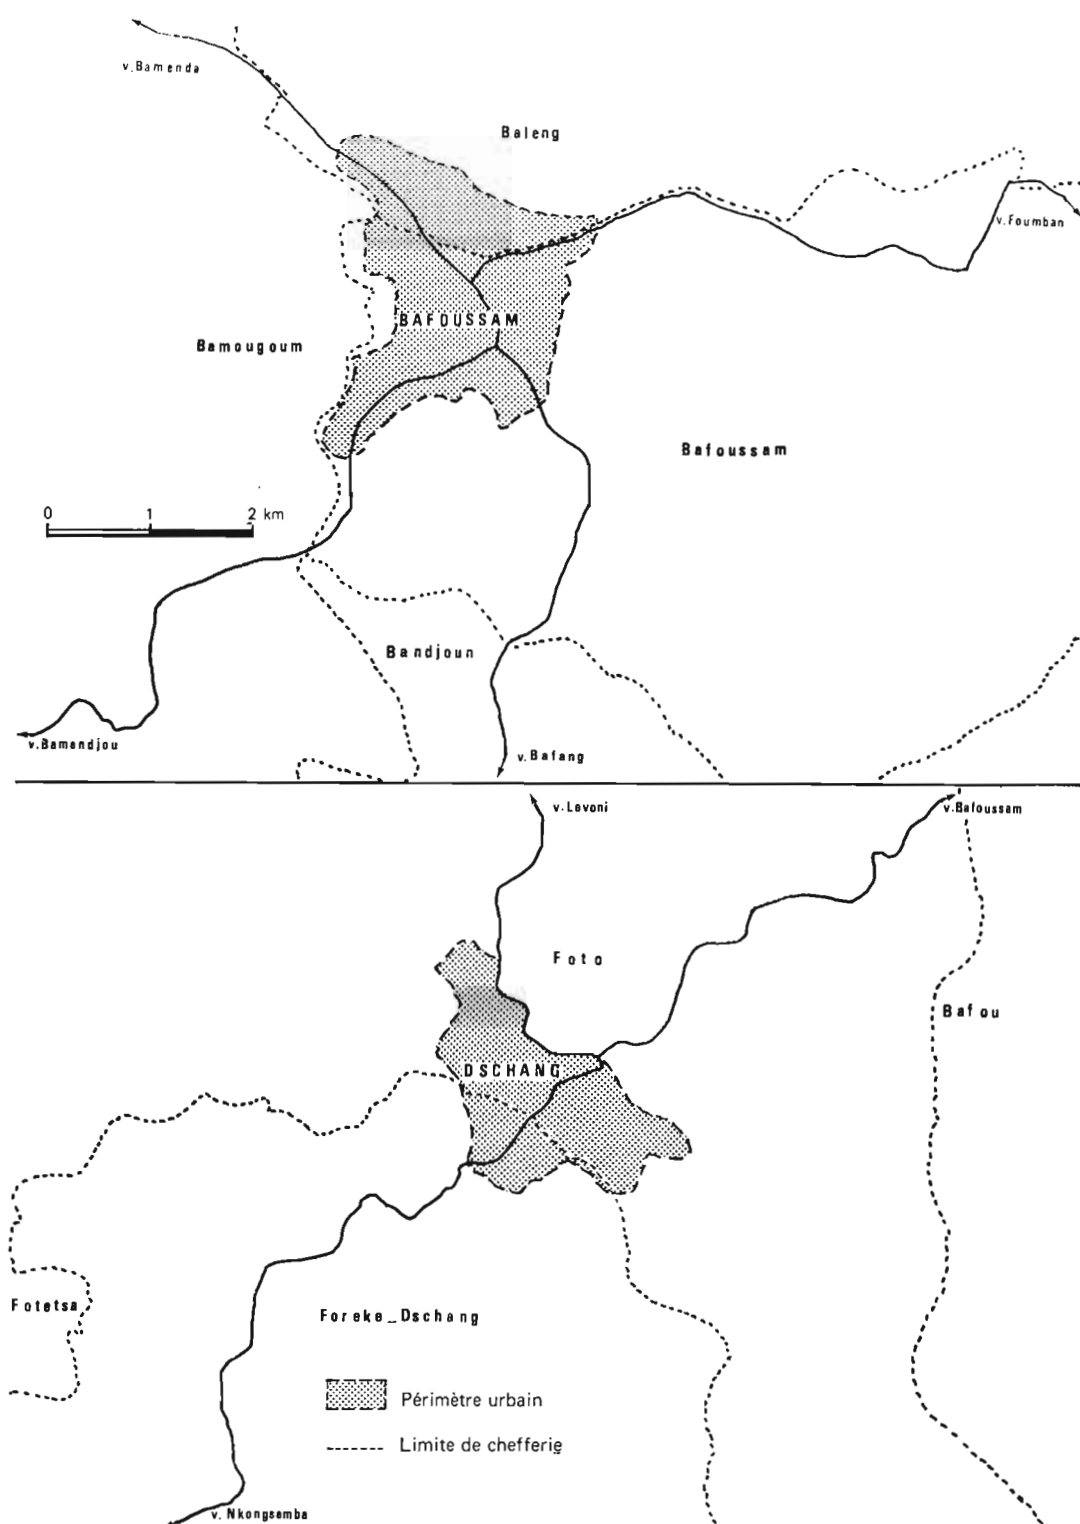 v.Bamenda
Baleng
v.Foumban
BAFOUSSAM
Bamougoum
Bafoussam
0 1 2 km
Bandjoun
v.Bamendjou
v.Bafang
v.Levoni
v.Bafoussam
Foto
Bafou
DSCHANG
Fotetsa
Foreke_Dschang
Périmètre urbain
Limite de chefferie
v. Nkongsamba